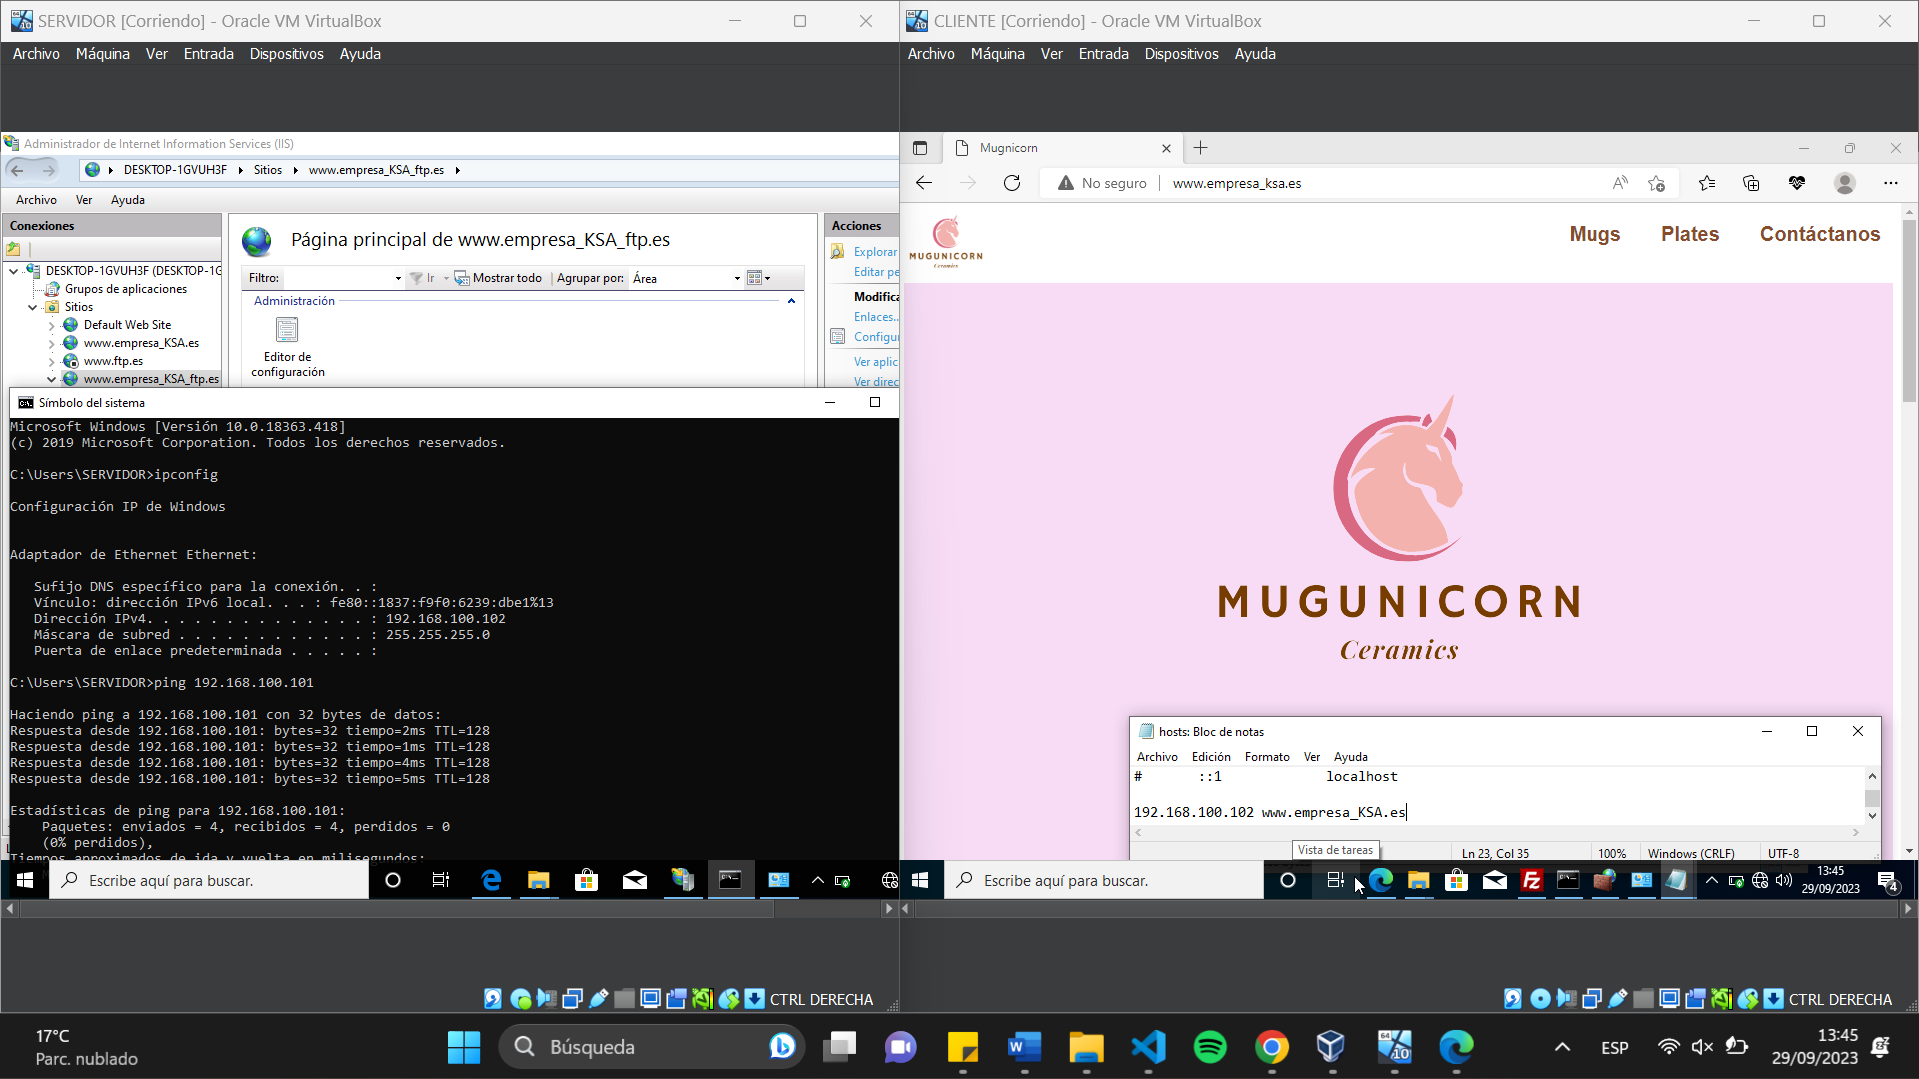 SERVIDOR [Corriendo] - Oracle VM VirtualBox
Archivo Máquina Ver Entrada Dispositivos Ayuda
Administrador de Internet Information Services (IIS)
DESKTOP-1GVUH3F Sitios www.empresa_KSA_ftp.es
Archivo Ver Ayuda
Conexiones
DESKTOP-1GVUH3F (DESKTOP-1G
Grupos de aplicaciones
Sitios
Default Web Site
www.empresa_KSA.es
www.ftp.es
www.empresa_KSA_ftp.es
Página principal de www.empresa_KSA_ftp.es
Filtro: Ir Mostrar todo Agrupar por: Área
Administración
Editor de
configuración
Acciones
Explorar
Editar pe
Modifica
Enlaces..
Configur
Ver aplic
Ver direc
Símbolo del sistema
Microsoft Windows [Versión 10.0.18363.418]
(c) 2019 Microsoft Corporation. Todos los derechos reservados.
C:\Users\SERVIDOR>ipconfig
Configuración IP de Windows
Adaptador de Ethernet Ethernet:
Sufijo DNS específico para la conexión. . :
Vínculo: dirección IPv6 local. . . : fe80::1837:f9f0:6239:dbe1%13
Dirección IPv4. . . . . . . . . . . . . . : 192.168.100.102
Máscara de subred . . . . . . . . . . . . : 255.255.255.0
Puerta de enlace predeterminada . . . . . :
C:\Users\SERVIDOR>ping 192.168.100.101
Haciendo ping a 192.168.100.101 con 32 bytes de datos:
Respuesta desde 192.168.100.101: bytes=32 tiempo=2ms TTL=128
Respuesta desde 192.168.100.101: bytes=32 tiempo=1ms TTL=128
Respuesta desde 192.168.100.101: bytes=32 tiempo=4ms TTL=128
Respuesta desde 192.168.100.101: bytes=32 tiempo=5ms TTL=128
Estadísticas de ping para 192.168.100.101:
Paquetes: enviados = 4, recibidos = 4, perdidos = 0
(0% perdidos),
Tiempos aproximados de ida y vuelta en milisegundos:
Escribe aquí para buscar.
CTRL DERECHA
CLIENTE [Corriendo] - Oracle VM VirtualBox
Archivo Máquina Ver Entrada Dispositivos Ayuda
Mugnicorn
No seguro www.empresa_ksa.es
MUGUNICORN
Ceramics
Mugs Plates Contáctanos
MUGUNICORN
Ceramics
hosts: Bloc de notas
Archivo Edición Formato Ver Ayuda
# ::1 localhost
192.168.100.102 www.empresa_KSA.es
Vista de tareas
Ln 23, Col 35 100% Windows (CRLF) UTF-8
Escribe aquí para buscar.
Fz
13:45
29/09/2023
4
CTRL DERECHA
17°C
Parc. nublado
Búsqueda
W
64
10
ESP
13:45
29/09/2023